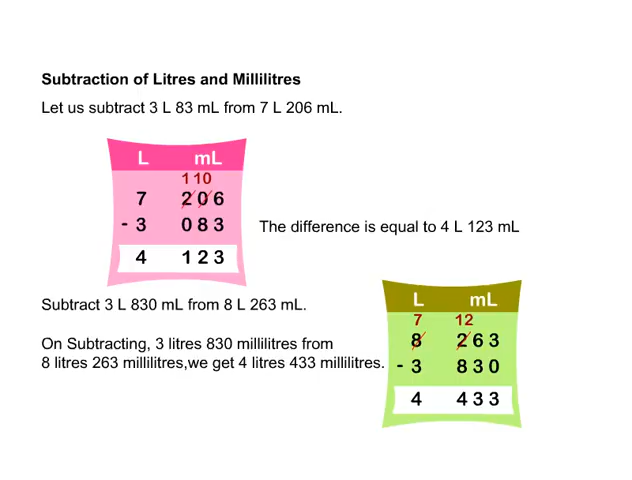 Subtraction of Litres and Millilitres
Let us subtract 3 L 83 mL from 7 L 206 mL.
L mL
1 10
7 2 0 6
- 3 0 8 3
4 1 2 3
The difference is equal to 4 L 123 mL
Subtract 3 L 830 mL from 8 L 263 mL.
On Subtracting, 3 litres 830 millilitres from
8 litres 263 millilitres,we get 4 litres 433 millilitres.
L mL
7 12
8 2 6 3
- 3 8 3 0
4 4 3 3